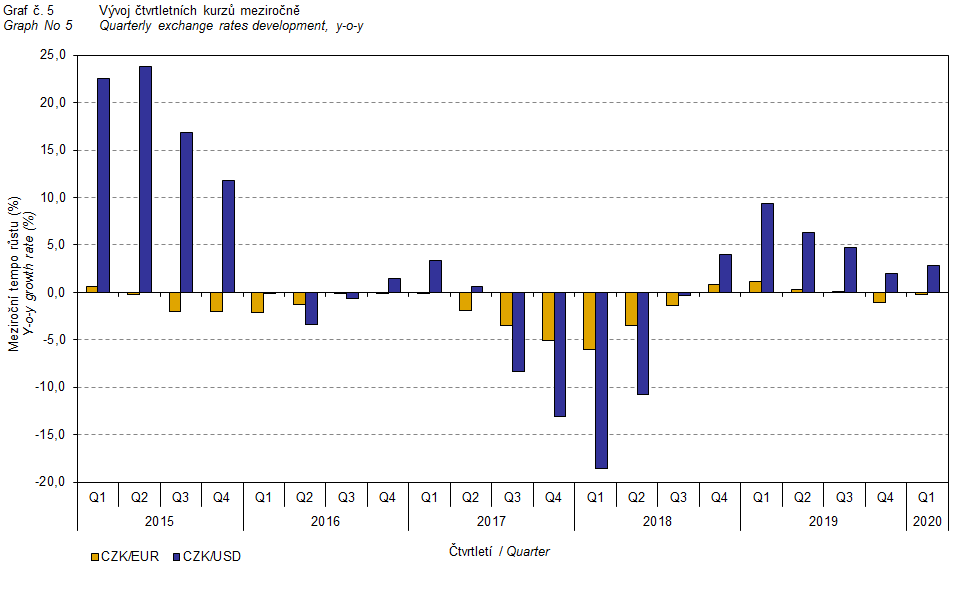 Graf č. 5 Vývoj čtvrtletních kurzů meziročně
Graph No 5 Quarterly exchange rates development, y-o-y
Meziroční tempo růstu (%)
Y-o-y growth rate (%)
25,0
20,0
15,0
10,0
5,0
0,0
-5,0
-10,0
-15,0
-20,0
Q1 Q2 Q3 Q4 Q1 Q2 Q3 Q4 Q1 Q2 Q3 Q4 Q1 Q2 Q3 Q4 Q1 Q2 Q3 Q4 Q1
2015 2016 2017 2018 2019 2020
Čtvrtletí / Quarter
CZK/EUR CZK/USD